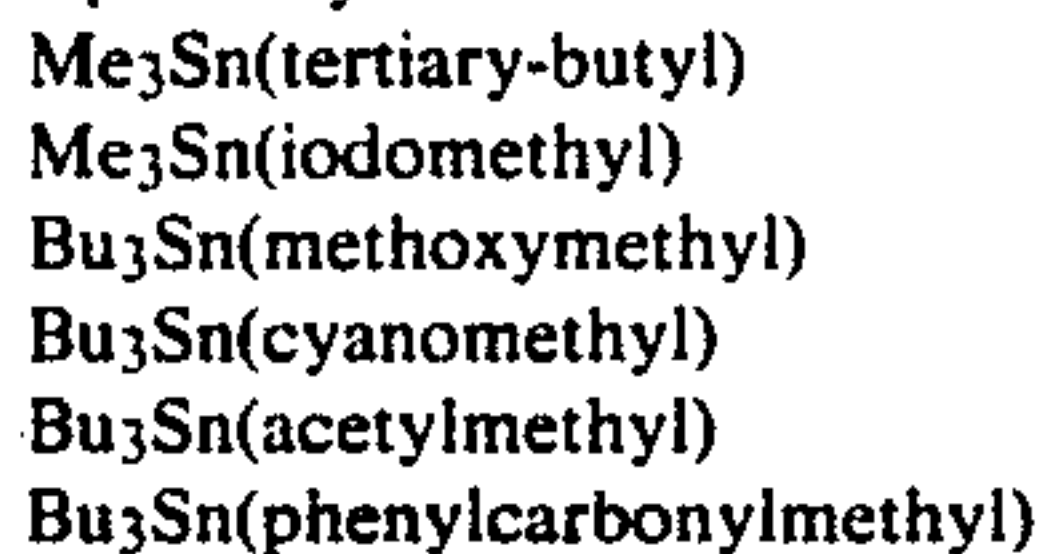 Me3Sn(tertiary-butyl)
Me3Sn(iodomethyl)
Bu3Sn(methoxymethyl)
Bu3Sn(cyanomethyl)
Bu3Sn(acetylmethyl)
Bu3Sn(phenylcarbonylmethyl)